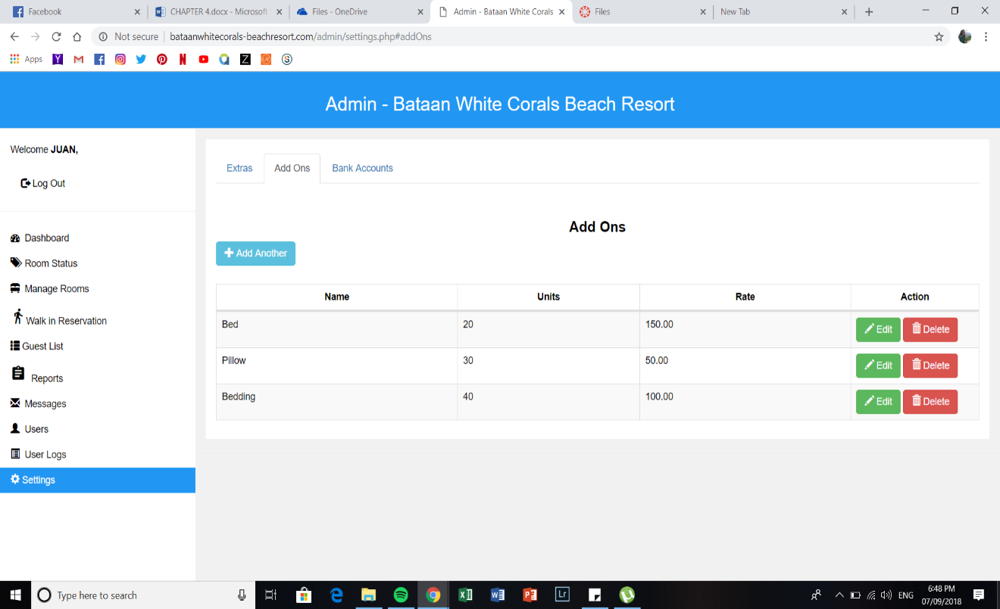 Facebook CHAPTER 4.docx - Microsoft Files - OneDrive Admin - Bataan White Corals Files New Tab
Not secure bataanwhitecorals-beachresort.com/admin/settings.php#addOns
Apps
Admin - Bataan White Corals Beach Resort
Welcome JUAN,
Log Out
Dashboard
Room Status
Manage Rooms
Walk in Reservation
Guest List
Reports
Messages
Users
User Logs
Settings
Extras Add Ons Bank Accounts
Add Ons
Add Another
Name Units Rate Action
Bed 20 150.00 Edit Delete
Pillow 30 50.00 Edit Delete
Bedding 40 100.00 Edit Delete
Type here to search
ENG
6:48 PM
07/09/2018